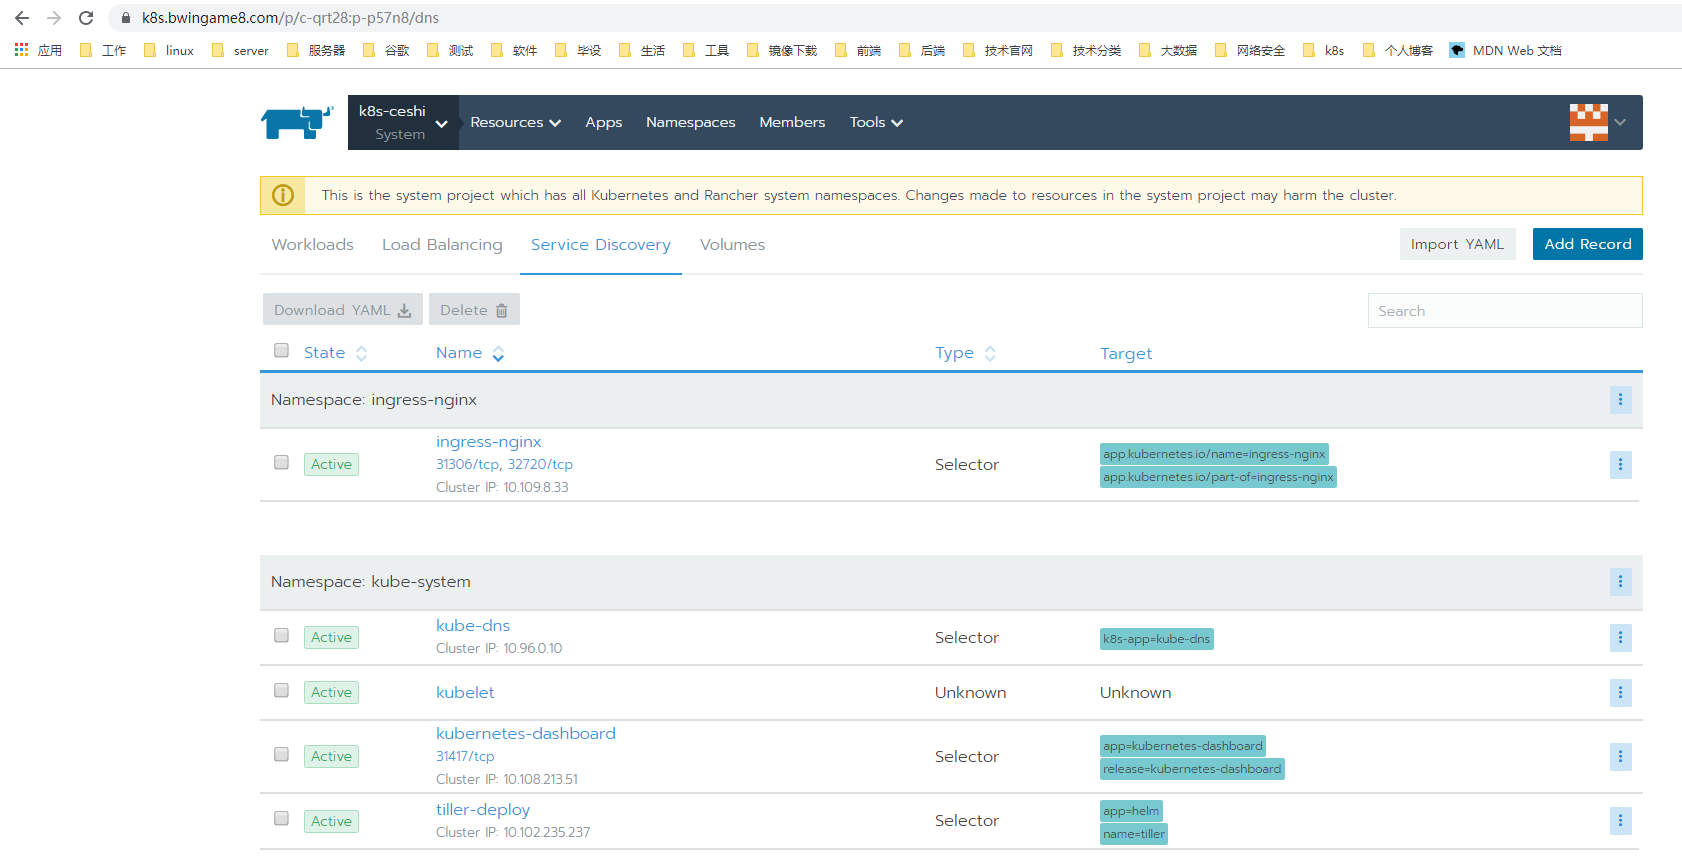 k8s.bwingame8.com/p/c-qrt28:p-p57n8/dns
应用 工作 linux server 服务器 谷歌 测试 软件 毕设 生活 工具 镜像下载 前端 后端 技术官网 技术分类 大数据 网络安全 k8s 个人博客 MDN Web 文档
k8s-ceshi
System
Resources Apps Namespaces Members Tools
This is the system project which has all Kubernetes and Rancher system namespaces. Changes made to resources in the system project may harm the cluster.
Workloads Load Balancing Service Discovery Volumes Import YAML Add Record
Download YAML Delete Search
State Name Type Target
Namespace: ingress-nginx
ingress-nginx
Active 31306/tcp, 32720/tcp Selector app.kubernetes.io/name=ingress-nginx
Cluster IP: 10.109.8.33 app.kubernetes.io/part-of=ingress-nginx
Namespace: kube-system
kube-dns
Active Selector k8s-app=kube-dns
Cluster IP: 10.96.0.10
Active kubelet Unknown Unknown
kubernetes-dashboard
Active 31417/tcp Selector app=kubernetes-dashboard
Cluster IP: 10.108.213.51 release=kubernetes-dashboard
tiller-deploy app=helm
Active Selector
Cluster IP: 10.102.235.237 name=tiller